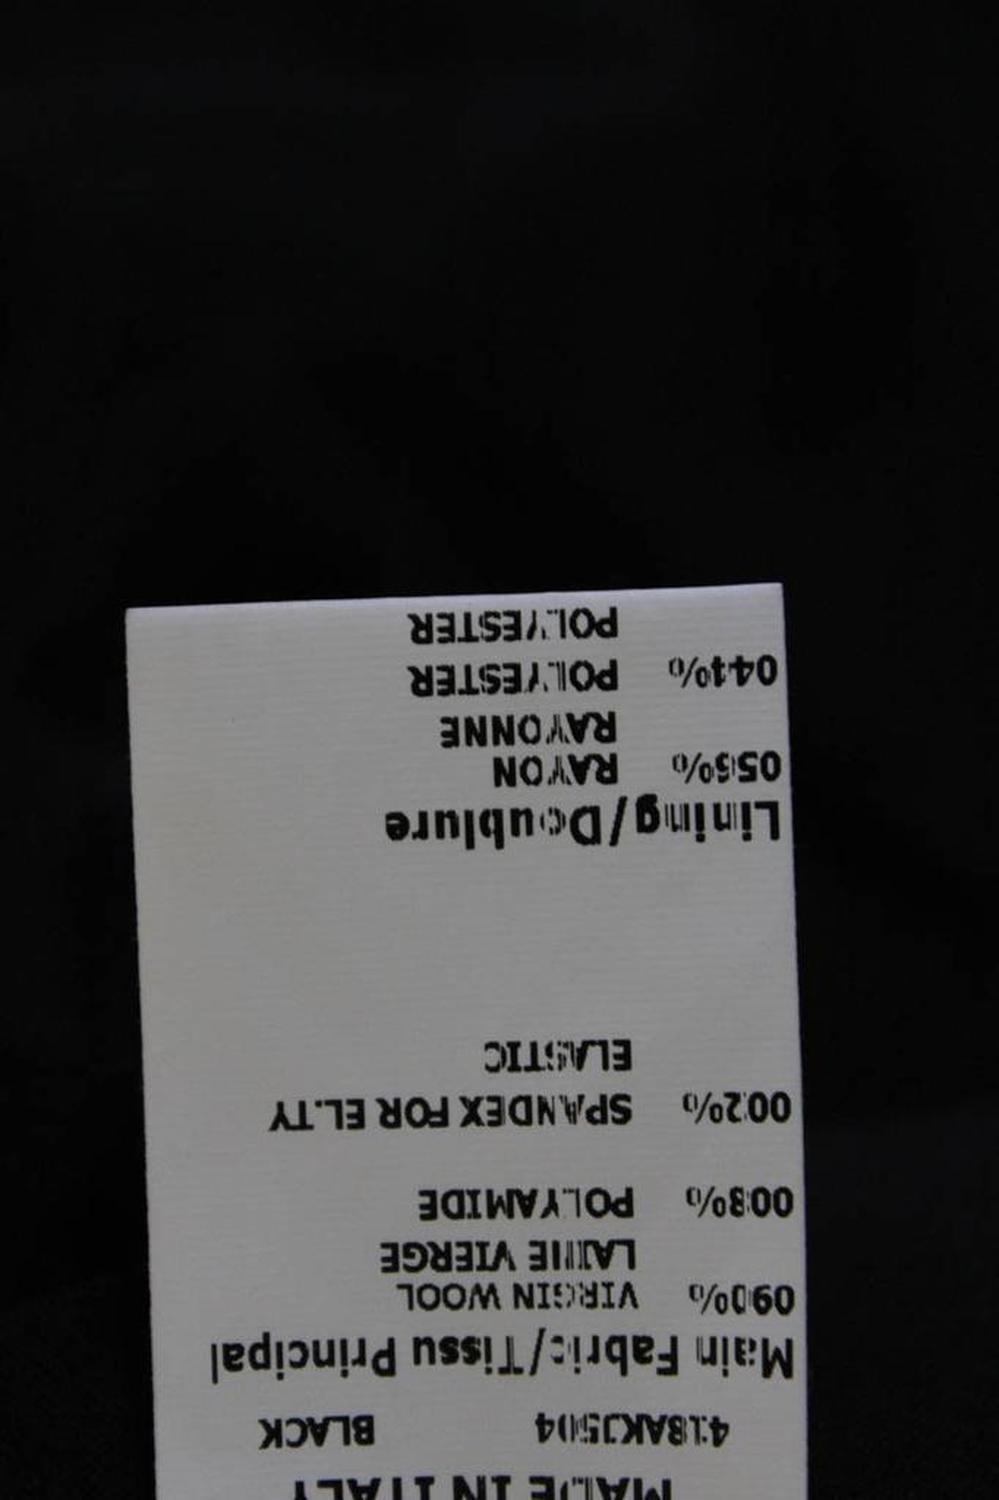 MADE IN ITALY
418AKJ504 BLACK
Main Fabric/Tissu Principal
090% VIRGIN WOOL
LAINE VIERGE
008% POLYAMIDE
002% SPANDEX FOR EL.TY
ELASTIC
Lining/Doublure
056% RAYON
RAYONNE
044% POLYESTER
POLYESTER